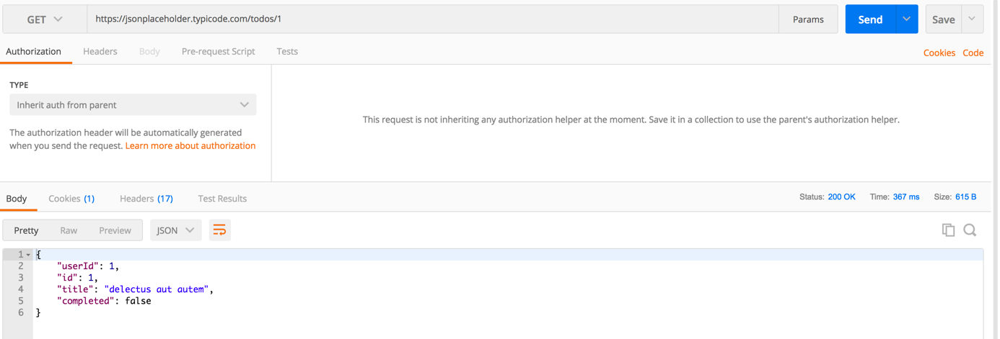 GET https://jsonplaceholder.typicode.com/todos/1 Params Send Save
Authorization Headers Body Pre-request Script Tests Cookies Code
TYPE
Inherit auth from parent
The authorization header will be automatically generated
when you send the request. Learn more about authorization
This request is not inheriting any authorization helper at the moment. Save it in a collection to use the parent's authorization helper.
Body Cookies (1) Headers (17) Test Results Status: 200 OK Time: 367 ms Size: 615 B
Pretty Raw Preview JSON
1 {
2 "userId": 1,
3 "id": 1,
4 "title": "delectus aut autem",
5 "completed": false
6 }